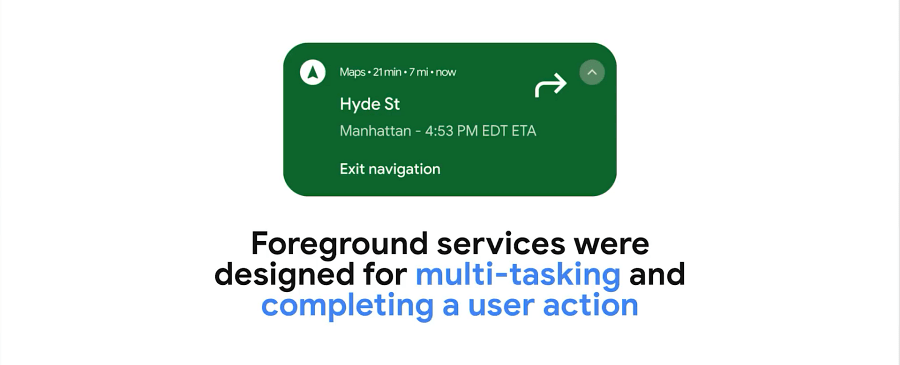 Maps • 21 min • 7 mi • now
Hyde St
Manhattan - 4:53 PM EDT ETA
Exit navigation
Foreground services were
designed for multi-tasking and
completing a user action